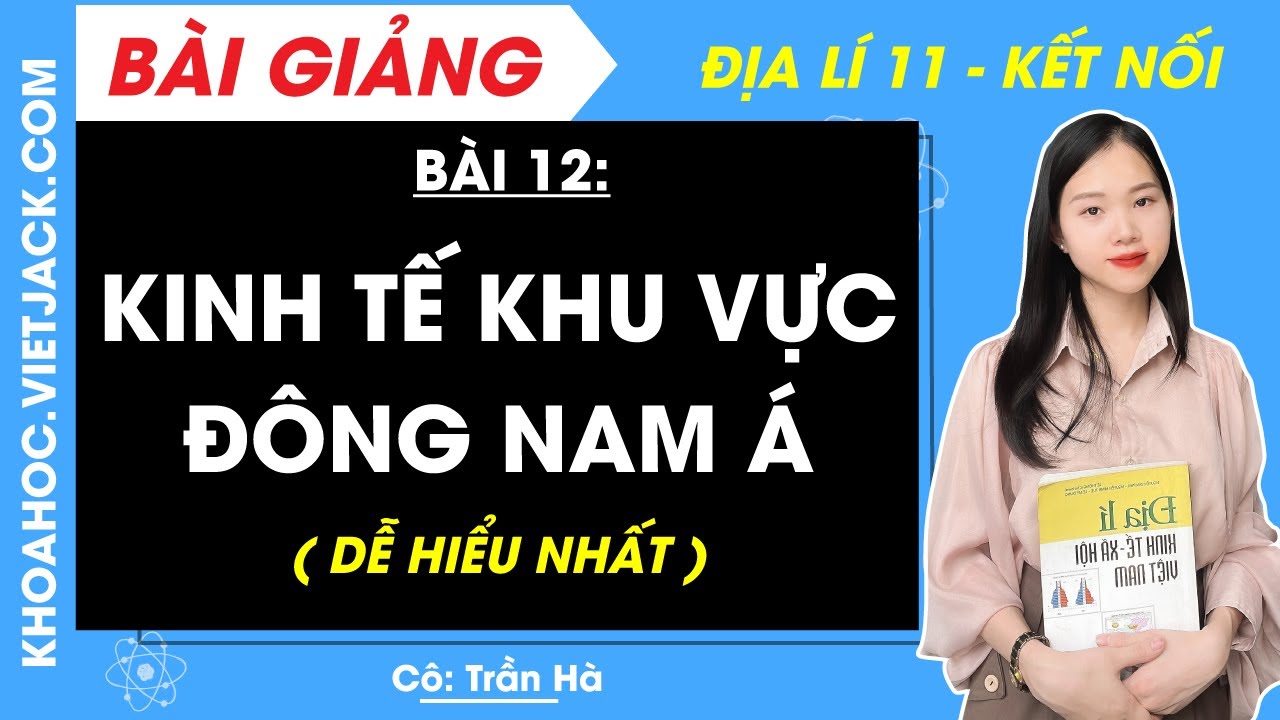 BÀI GIẢNG
ĐỊA LÍ 11 - KẾT NỐI
KHOAHOC.VIETJACK.COM
BÀI 12:
KINH TẾ KHU VỰC
ĐÔNG NAM Á
( DỄ HIỂU NHẤT )
Cô: Trần Hà
Địa lí
KINH TẾ - XÃ HỘI
VIỆT NAM